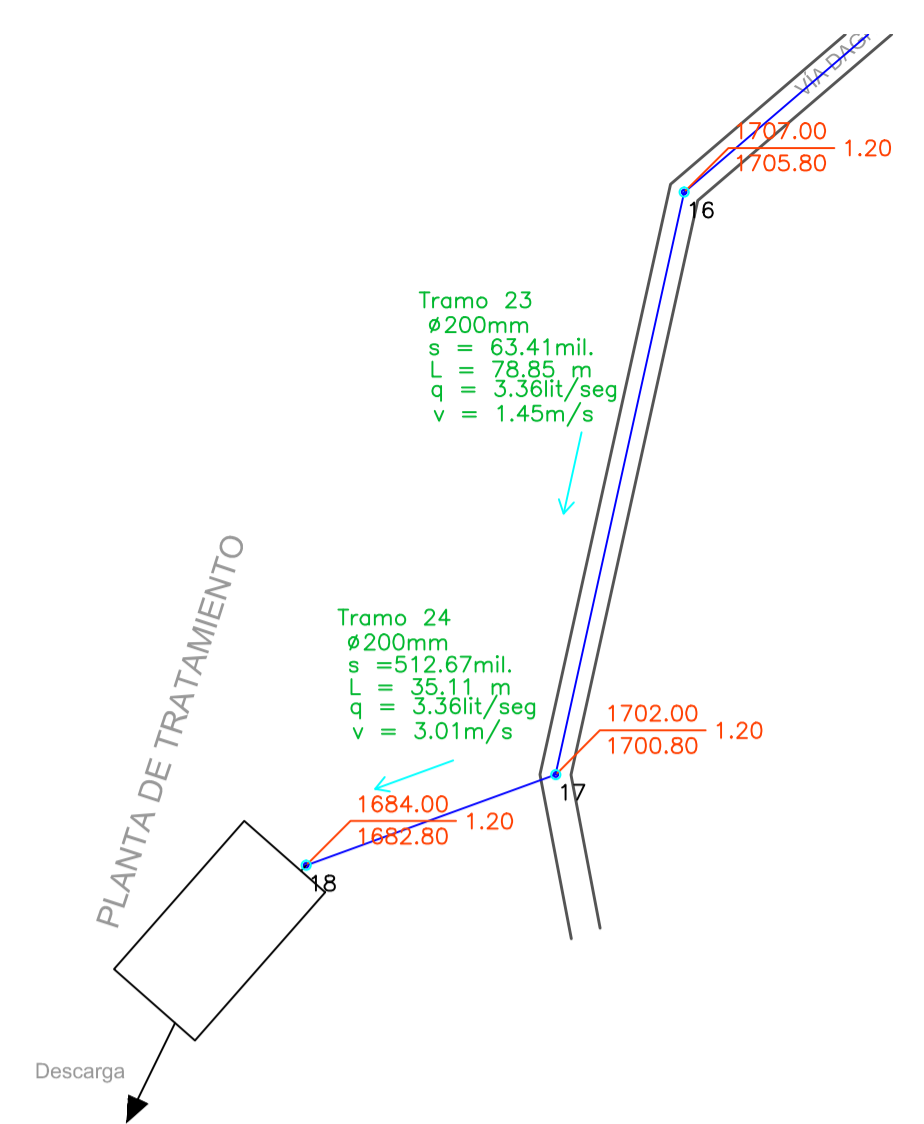 VÍA DAG
1707.00
1705.80
1.20
16
Tramo 23
ø200mm
s = 63.41mil.
L = 78.85 m
q = 3.36lit/seg
v = 1.45m/s
PLANTA DE TRATAMIENTO
Tramo 24
ø200mm
s =512.67mil.
L = 35.11 m
q = 3.36lit/seg
v = 3.01m/s
1702.00
1700.80
1.20
17
1684.00
1682.80
1.20
18
Descarga